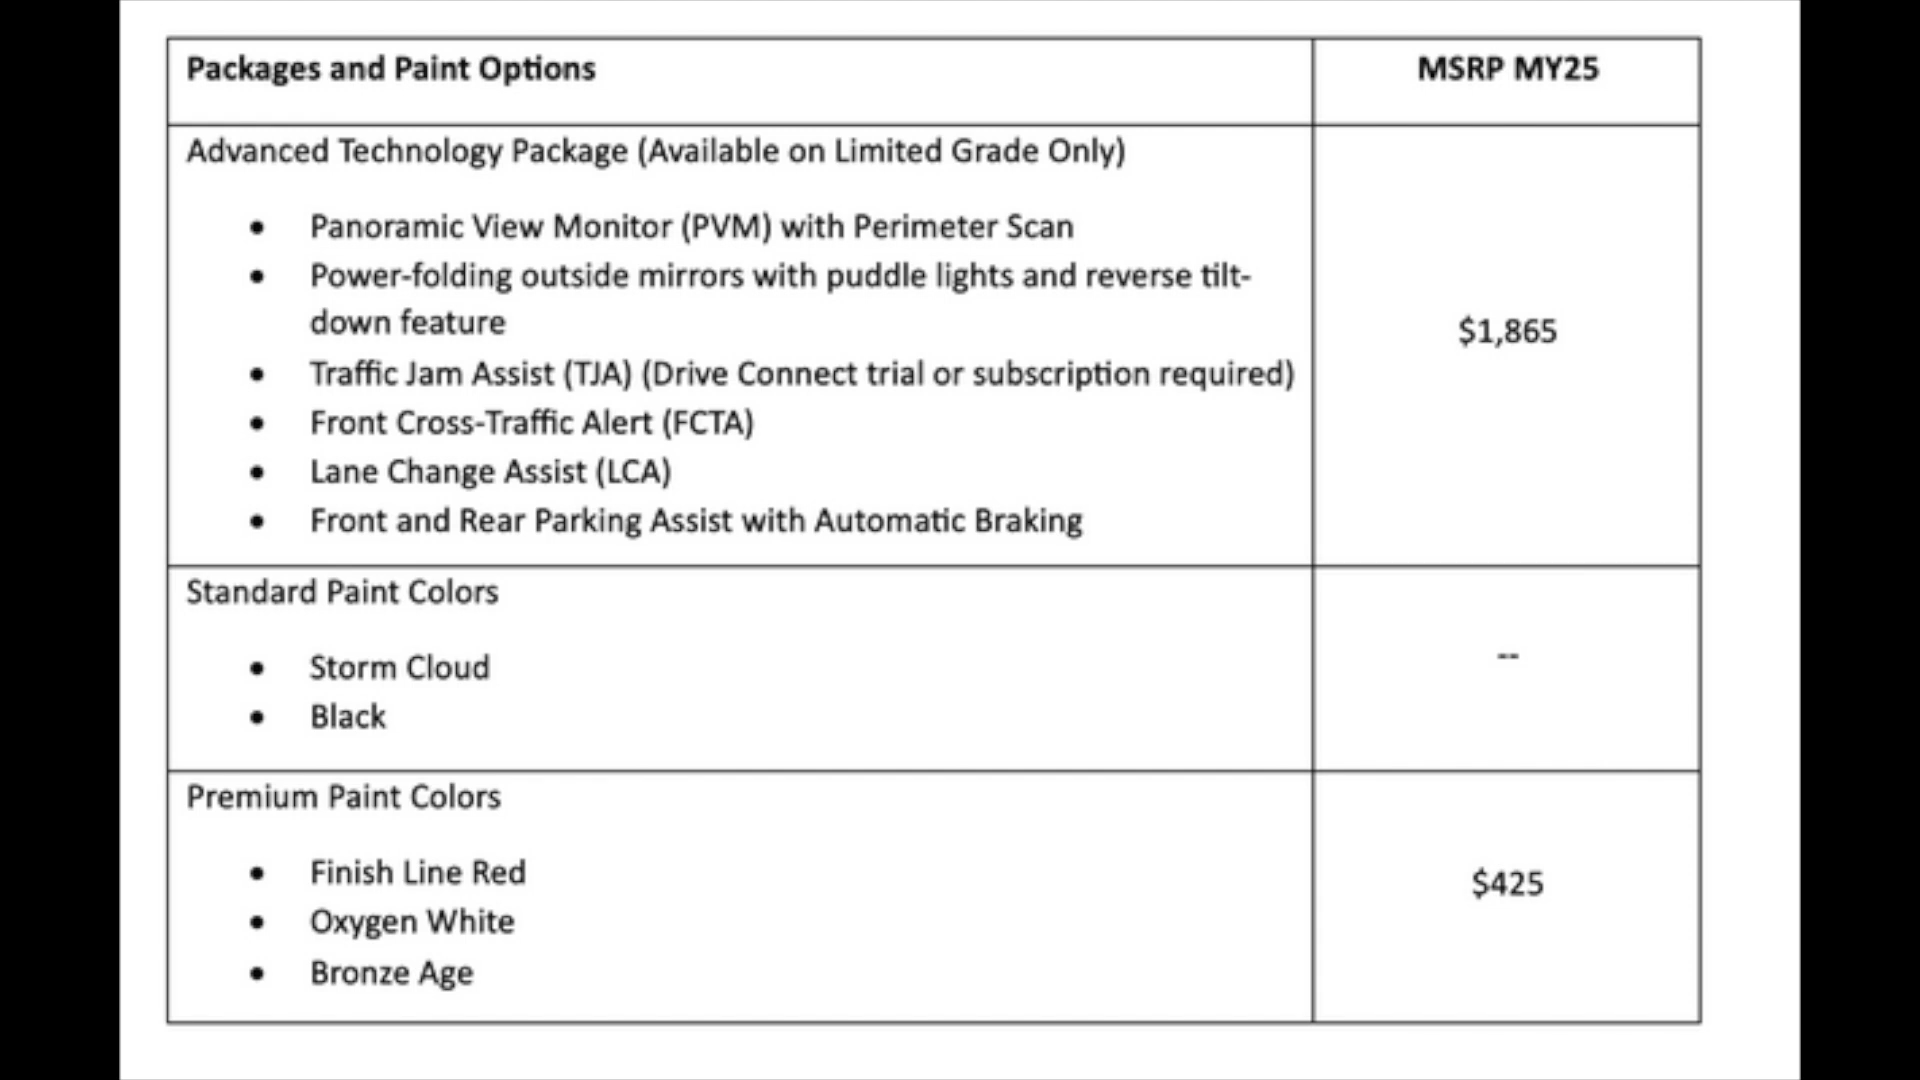 Packages and Paint Options
MSRP MY25
Advanced Technology Package (Available on Limited Grade Only)
• Panoramic View Monitor (PVM) with Perimeter Scan
• Power-folding outside mirrors with puddle lights and reverse tilt-
down feature
• Traffic Jam Assist (TJA) (Drive Connect trial or subscription required)
• Front Cross-Traffic Alert (FCTA)
• Lane Change Assist (LCA)
• Front and Rear Parking Assist with Automatic Braking
$1,865
Standard Paint Colors
• Storm Cloud
• Black
--
Premium Paint Colors
• Finish Line Red
• Oxygen White
• Bronze Age
$425